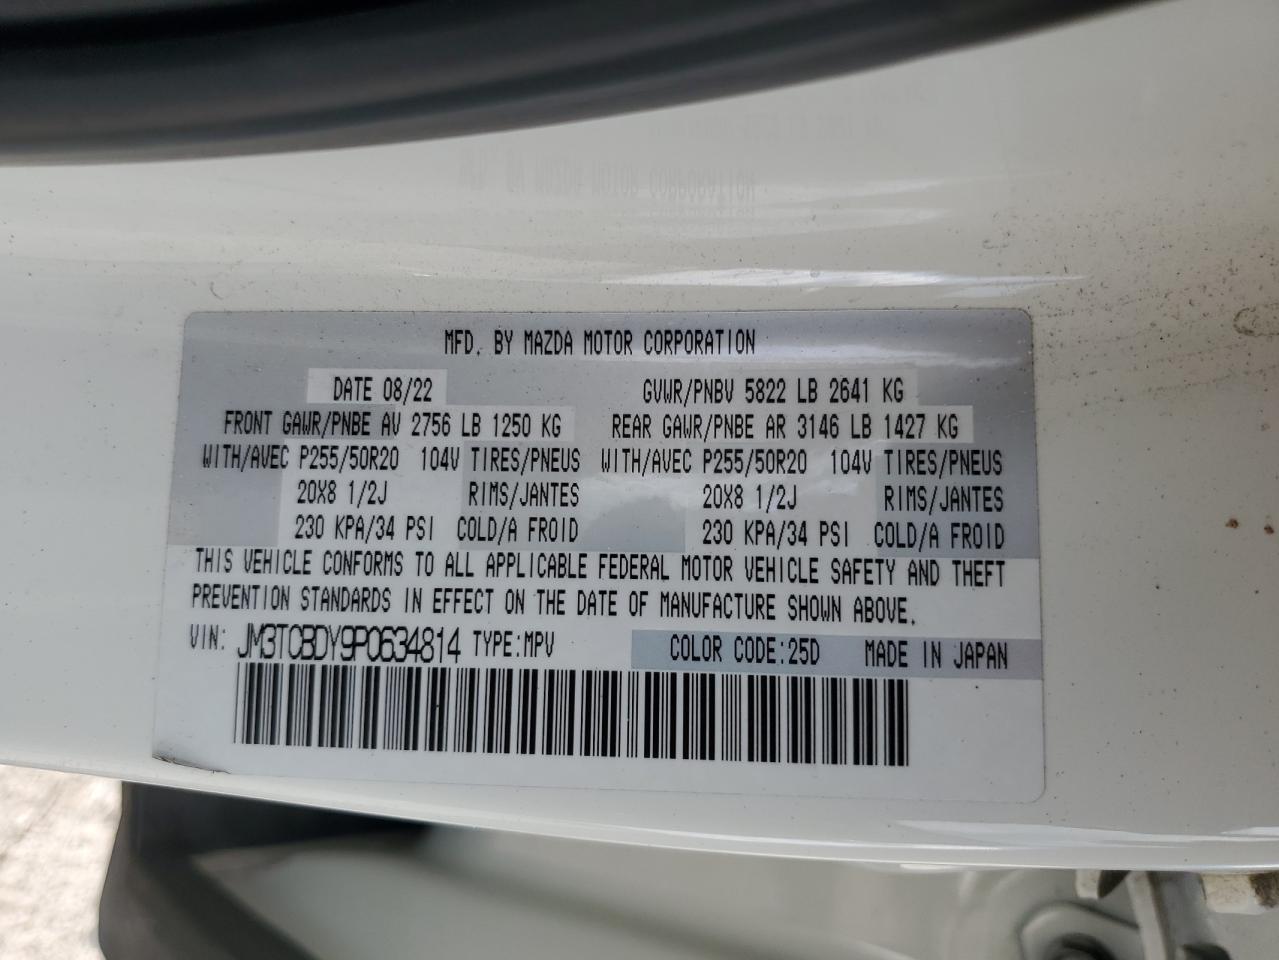 MFD. BY MAZDA MOTOR CORPORATION
DATE 08/22 GVWR/PNBV 5822 LB 2641 KG
FRONT GAWR/PNBE AV 2756 LB 1250 KG REAR GAWR/PNBE AR 3146 LB 1427 KG
WITH/AVEC P255/50R20 104V TIRES/PNEUS WITH/AVEC P255/50R20 104V TIRES/PNEUS
20X8 1/2J RIMS/JANTES 20X8 1/2J RIMS/JANTES
230 KPA/34 PSI COLD/A FROID 230 KPA/34 PSI COLD/A FROID
THIS VEHICLE CONFORMS TO ALL APPLICABLE FEDERAL MOTOR VEHICLE SAFETY AND THEFT
PREVENTION STANDARDS IN EFFECT ON THE DATE OF MANUFACTURE SHOWN ABOVE.
VIN: JM3TCBDY9P0634814 TYPE:MPV COLOR CODE:25D MADE IN JAPAN